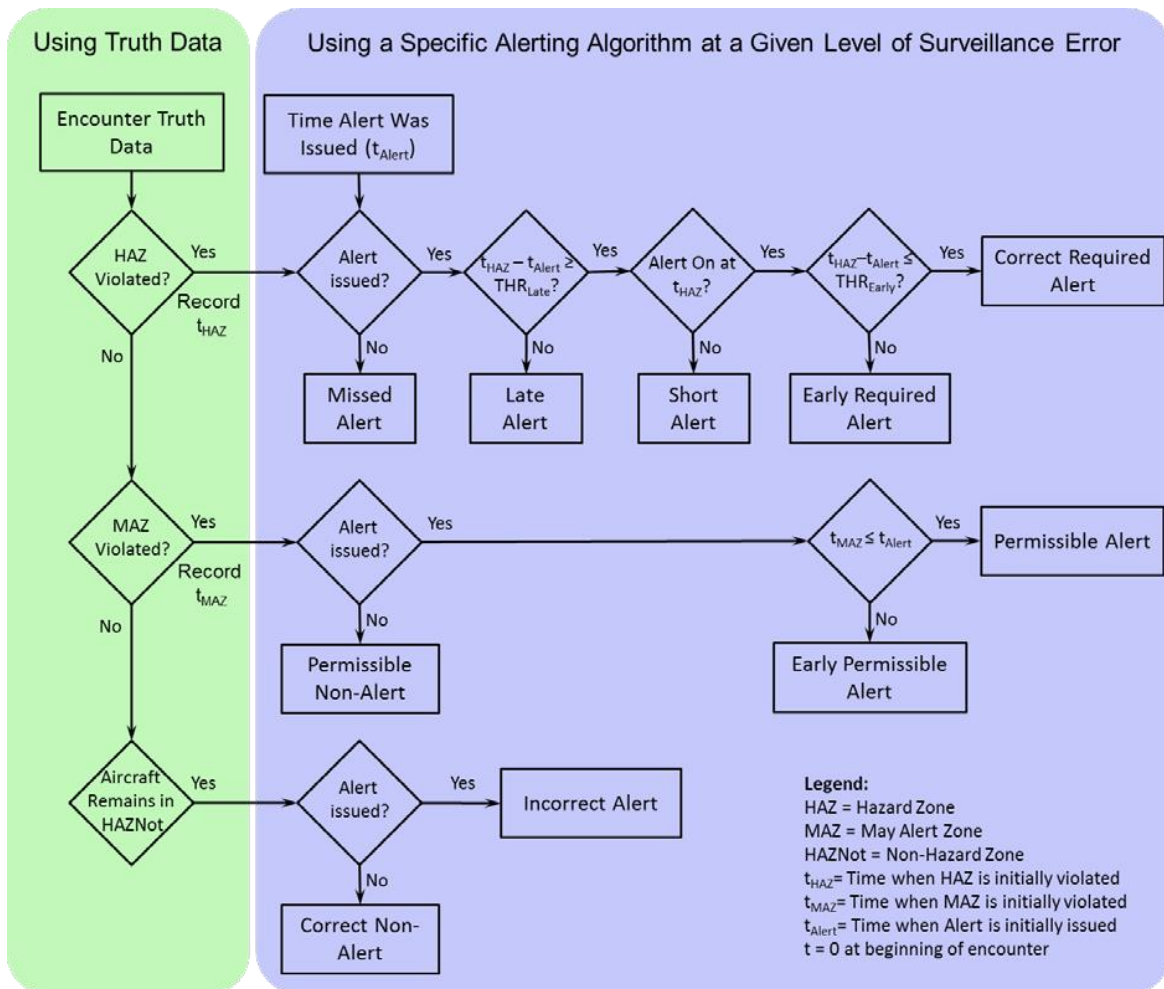 Using Truth Data
Using a Specific Alerting Algorithm at a Given Level of Surveillance Error
Encounter Truth
Data
Time Alert Was
Issued (tAlert)
HAZ
Violated?
Yes
Record
tHAZ
No
Alert
issued?
Yes
No
Missed
Alert
tHAZ – tAlert ≥
THRLate?
Yes
No
Late
Alert
Alert On at
tHAZ?
Yes
No
Short
Alert
tHAZ–tAlert ≤
THREarly?
Yes
No
Early Required
Alert
Correct Required
Alert
MAZ
Violated?
Yes
Record
tMAZ
No
Alert
issued?
Yes
No
Permissible
Non-Alert
tMAZ ≤ tAlert
Yes
No
Early Permissible
Alert
Permissible Alert
Aircraft
Remains in
HAZNot
Yes
Alert
issued?
Yes
No
Incorrect Alert
Correct Non-
Alert
Legend:
HAZ = Hazard Zone
MAZ = May Alert Zone
HAZNot = Non-Hazard Zone
tHAZ= Time when HAZ is initially violated
tMAZ= Time when MAZ is initially violated
tAlert= Time when Alert is initially issued
t = 0 at beginning of encounter